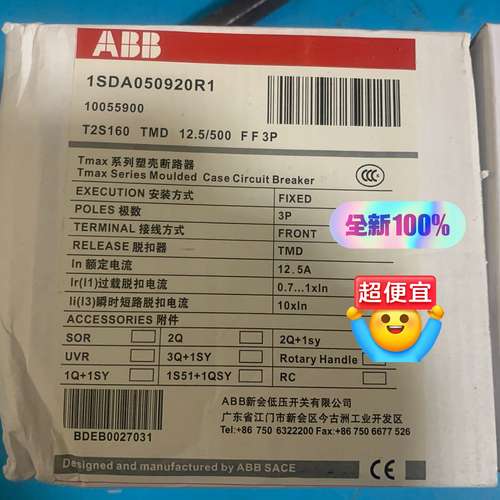 ABB
1SDA050920R1
10055900
T2S160 TMD 12.5/500 F F 3P
Tmax 系列塑壳断路器
Tmax Series Moulded Case Circuit Breaker
CCC
EXECUTION 安装方式 FIXED
POLES 极数 3P
TERMINAL 接线方式 FRONT
RELEASE 脱扣器 TMD
In 额定电流 12.5A
Ir(I1)过载脱扣电流 0.7...1xIn
Ii(I3)瞬时短路脱扣电流 10xIn
全新100%
超便宜
ACCESSORIES 附件
SOR 2Q 2Q+1sy
UVR 3Q+1SY Rotary Handle
1Q+1SY 1S51+1QSY RC
ABB新会低压开关有限公司
广东省江门市新会区今古洲工业开发区
Tel:+86 750 6322200 Fax:+86 750 6677 526
BDEB0027031
Designed and manufactured by ABB SACE
CE